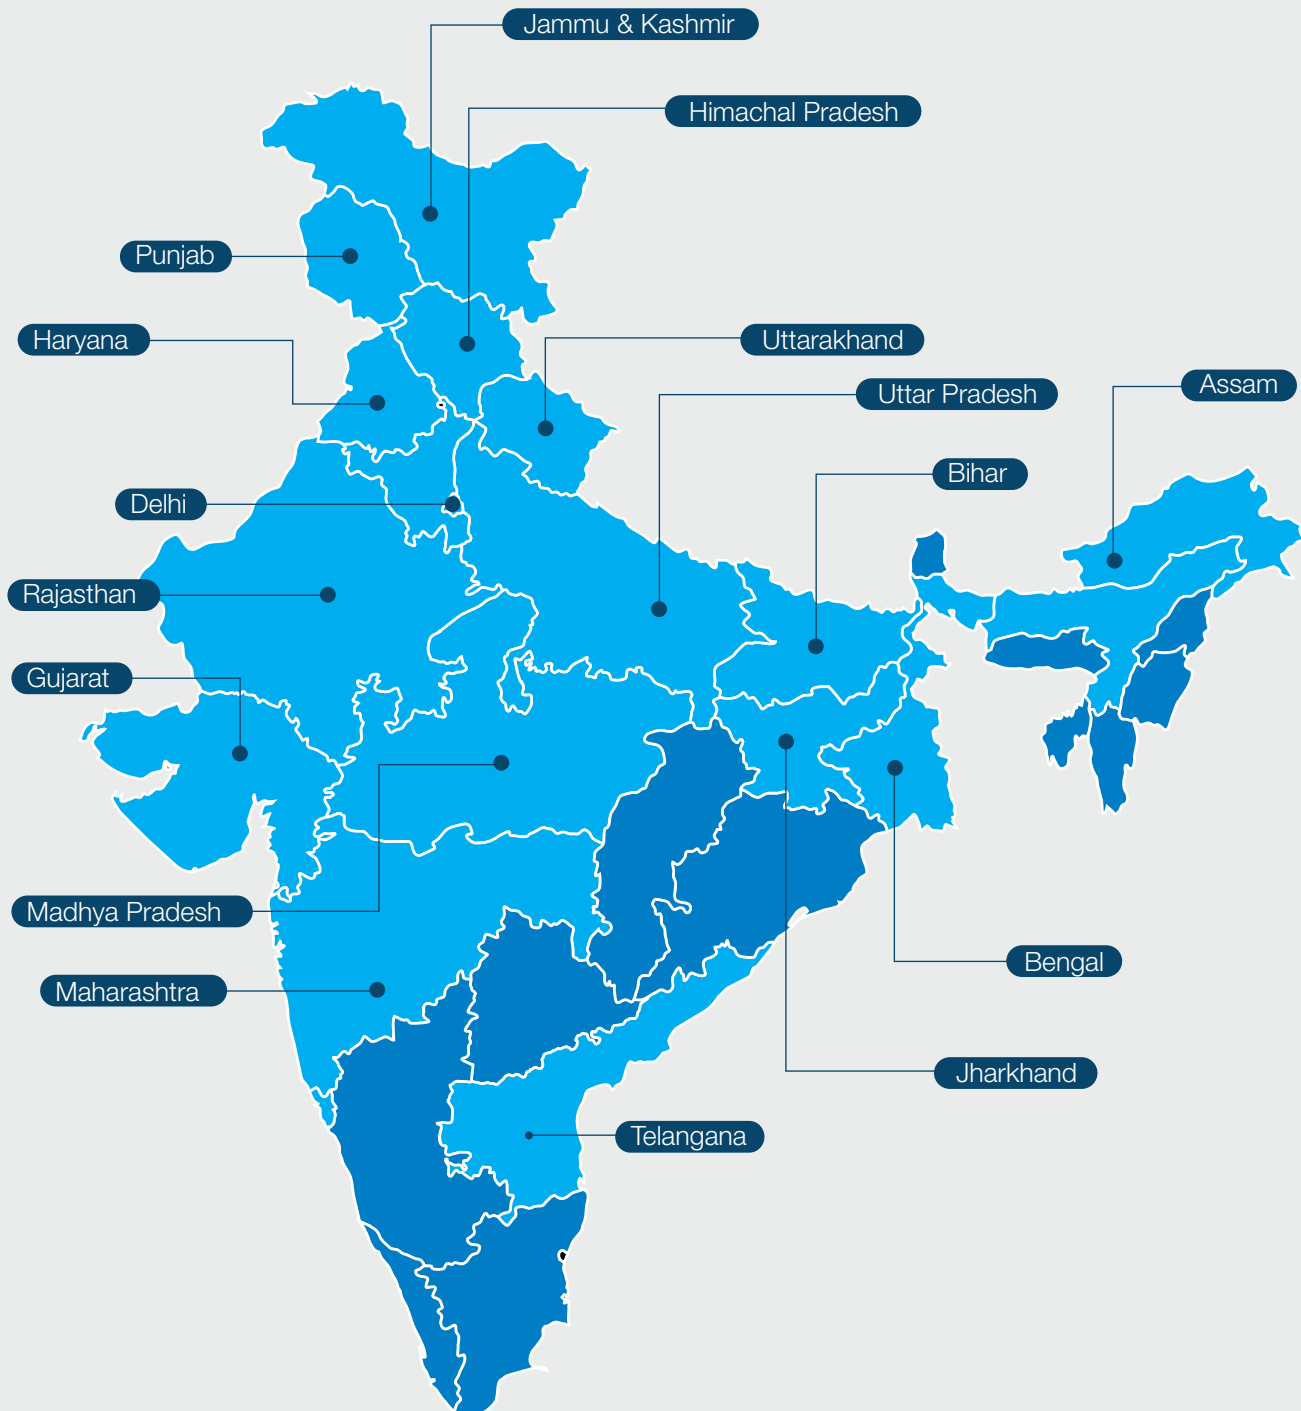 Jammu & Kashmir
Himachal Pradesh
Punjab
Haryana
Uttarakhand
Uttar Pradesh
Assam
Bihar
Delhi
Rajasthan
Gujarat
Madhya Pradesh
Bengal
Maharashtra
Jharkhand
Telangana